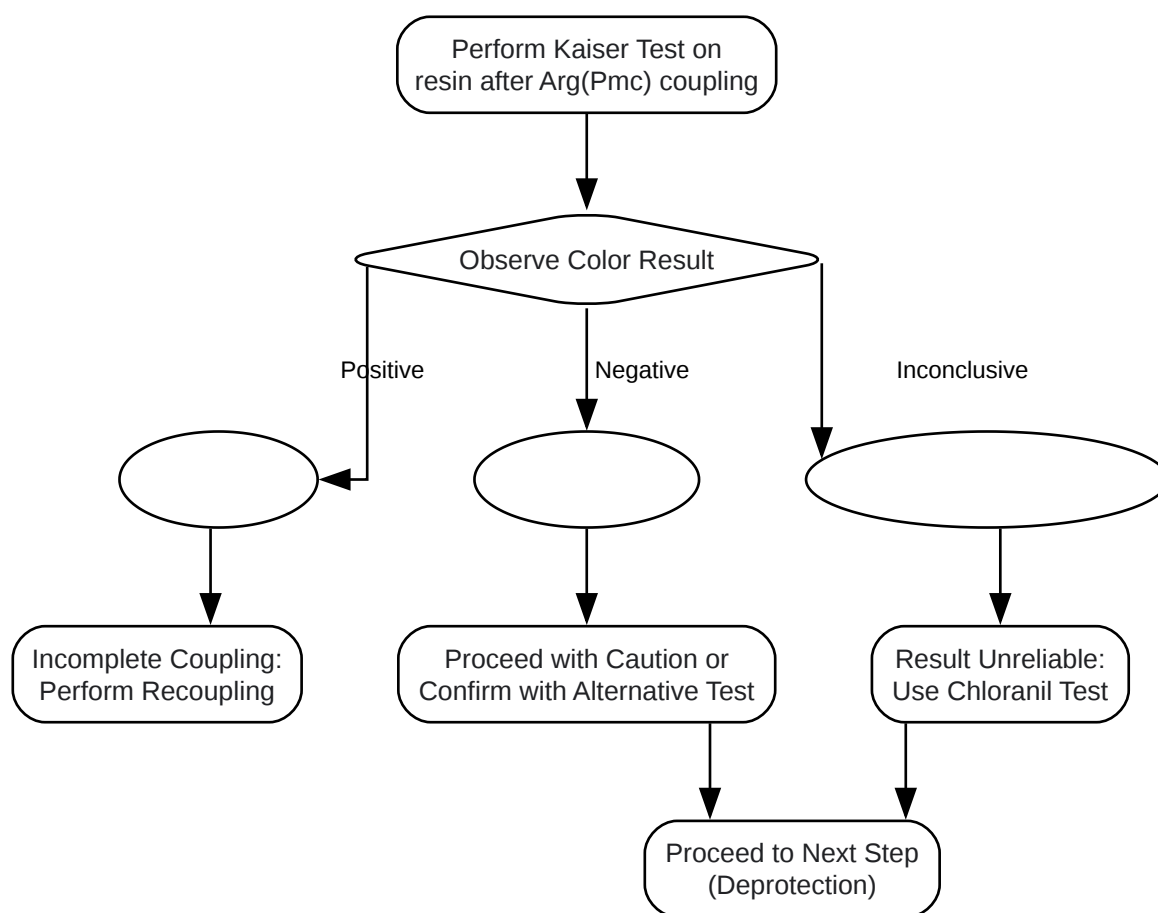 Perform Kaiser Test on
resin after Arg(Pmc) coupling
Observe Color Result
Positive
Negative
Inconclusive
Incomplete Coupling:
Perform Recoupling
Proceed with Caution or
Confirm with Alternative Test
Result Unreliable:
Use Chloranil Test
Proceed to Next Step
(Deprotection)